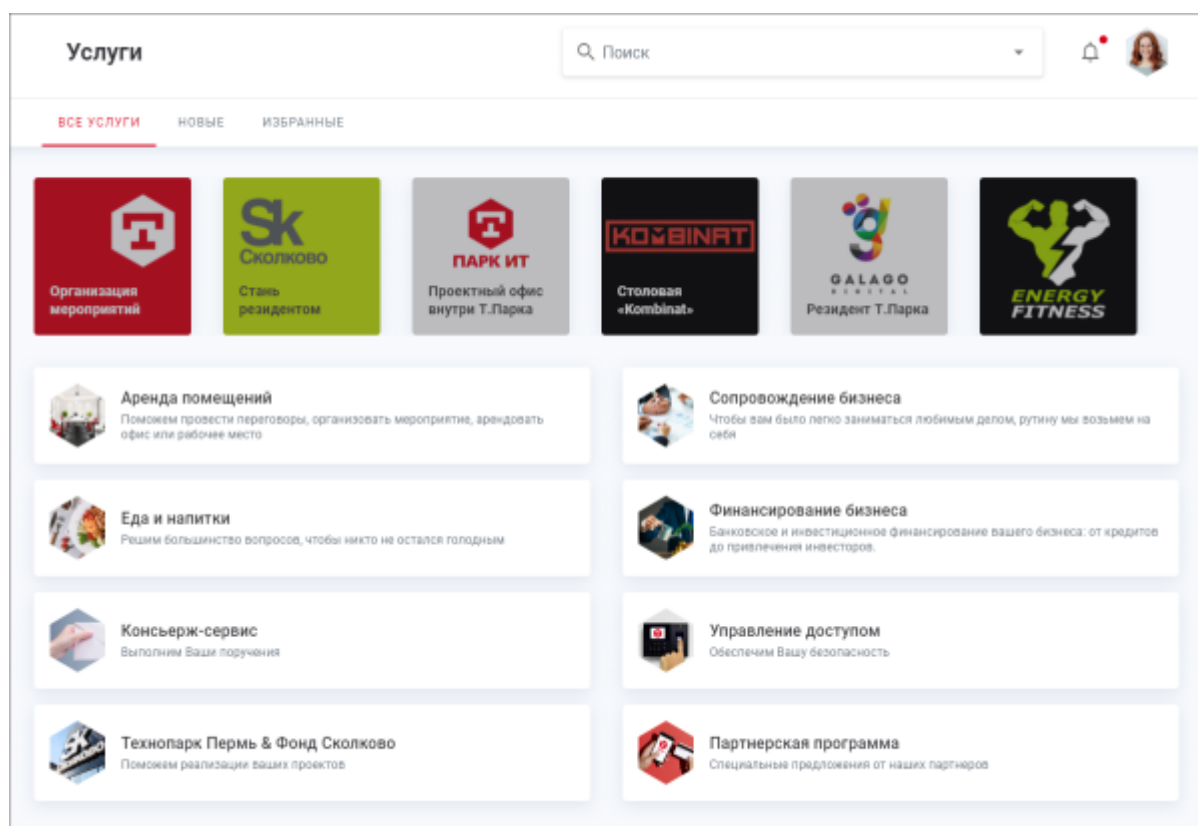 Услуги
Поиск
ВСЕ УСЛУГИ
НОВЫЕ
ИЗБРАННЫЕ
Организация
мероприятий
Sk
Сколково
Стань
резидентом
ПАРК ИТ
Проектный офис
внутри Т.Парка
KOMBINAT
Столовая
«Kombinat»
GALAGO
DIGITAL
Резидент Т.Парка
ENERGY
FITNESS
Аренда помещений
Поможем провести переговоры, организовать мероприятие, арендовать
офис или рабочее место
Сопровождение бизнеса
Чтобы вам было легко заниматься любимым делом, рутину мы возьмем на
себя
Еда и напитки
Решим большинство вопросов, чтобы никто не остался голодным
Финансирование бизнеса
Банковское и инвестиционное финансирование вашего бизнеса: от кредитов
до привлечения инвесторов.
Консьерж-сервис
Выполним Ваши поручения
Управление доступом
Обеспечим Вашу безопасность
Технопарк Пермь & Фонд Сколково
Поможем реализации ваших проектов
Партнерская программа
Специальные предложения от наших партнеров